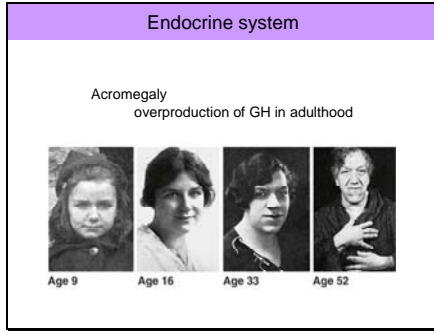 Endocrine system
Acromegaly
overproduction of GH in adulthood
Age 9 Age 16 Age 33 Age 52